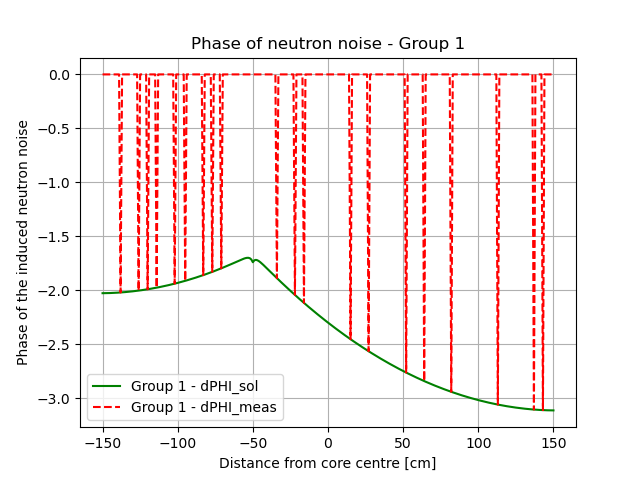 Phase of neutron noise - Group 1
Phase of the induced neutron noise
0.0
−0.5
−1.0
−1.5
−2.0
−2.5
−3.0
Group 1 - dPHI_sol
Group 1 - dPHI_meas
−150
−100
−50
0
50
100
150
Distance from core centre [cm]